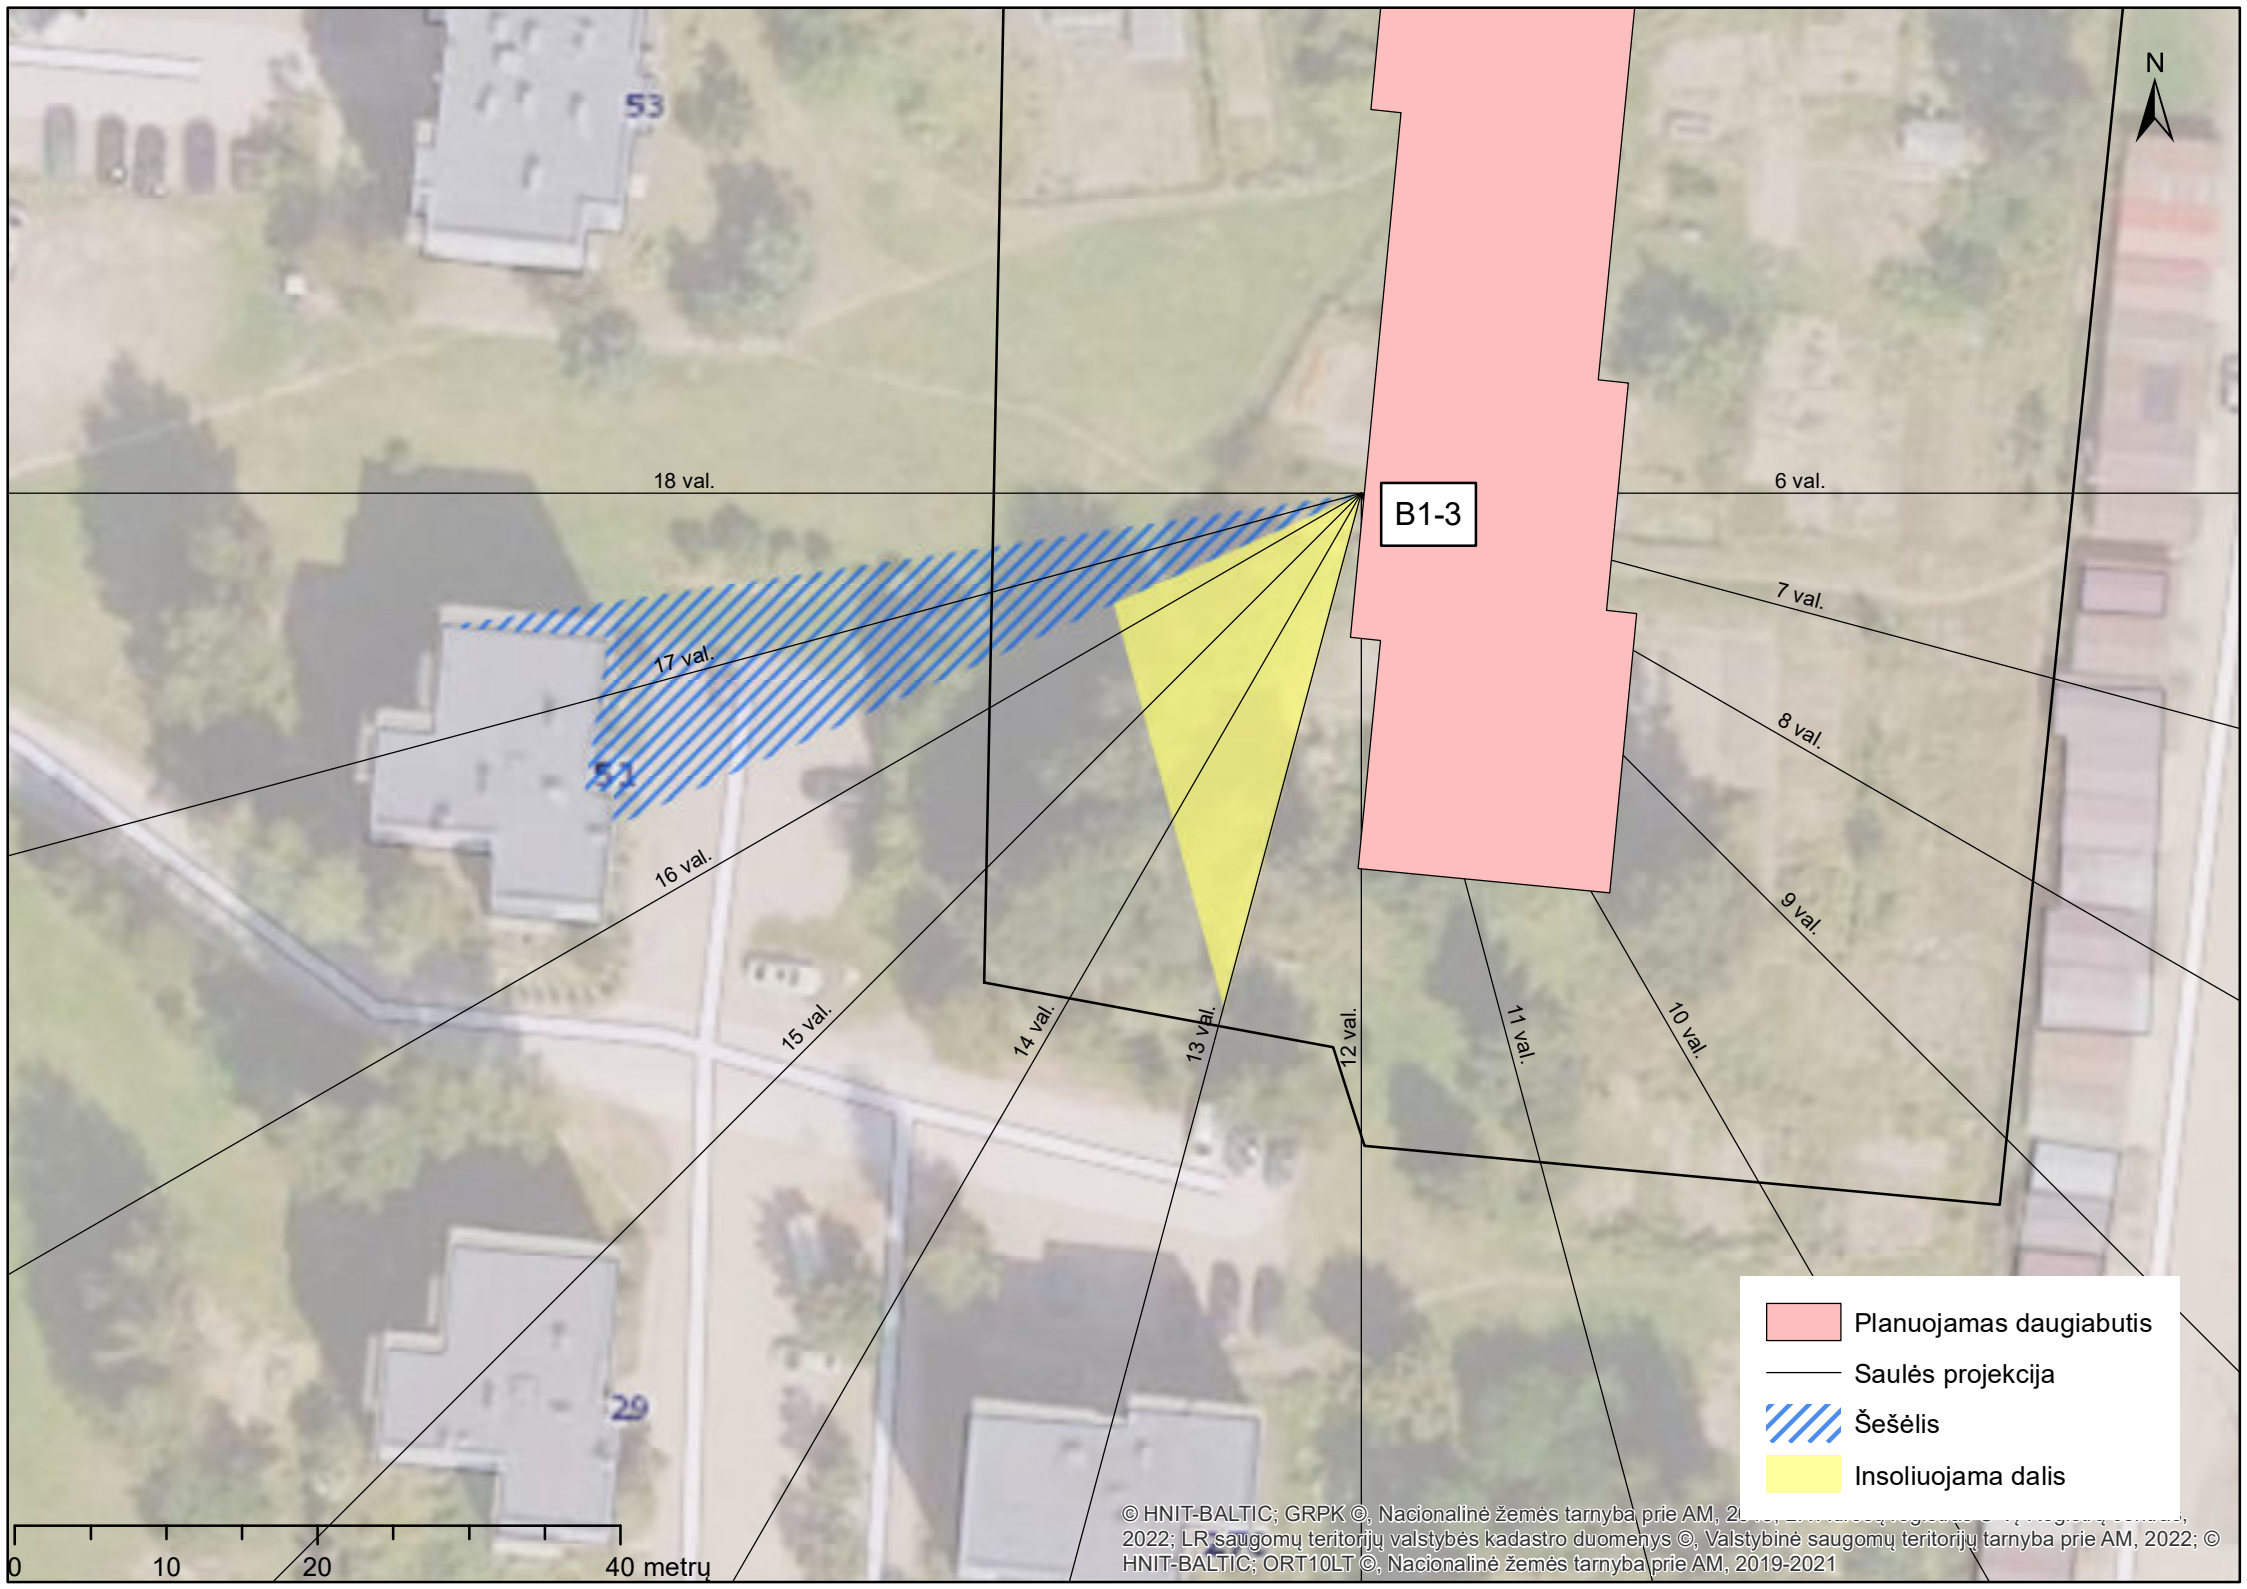 N
53
18 val.
6 val.
B1-3
7 val.
17 val.
8 val.
51
16 val.
9 val.
15 val.
14 val.
13 val.
12 val.
11 val.
10 val.
Planuojamas daugiabutis
Saulės projekcija
Šešėlis
Insoliuojama dalis
29
0 10 20 40 metrų
© HNIT-BALTIC; GRPK ©, Nacionalinė žemės tarnyba prie AM,
2022; LR saugomų teritorijų valstybės kadastro duomenys ©, Valstybinė saugomų teritorijų tarnyba prie AM, 2022; ©
HNIT-BALTIC; ORT10LT ©, Nacionalinė žemės tarnyba prie AM, 2019-2021